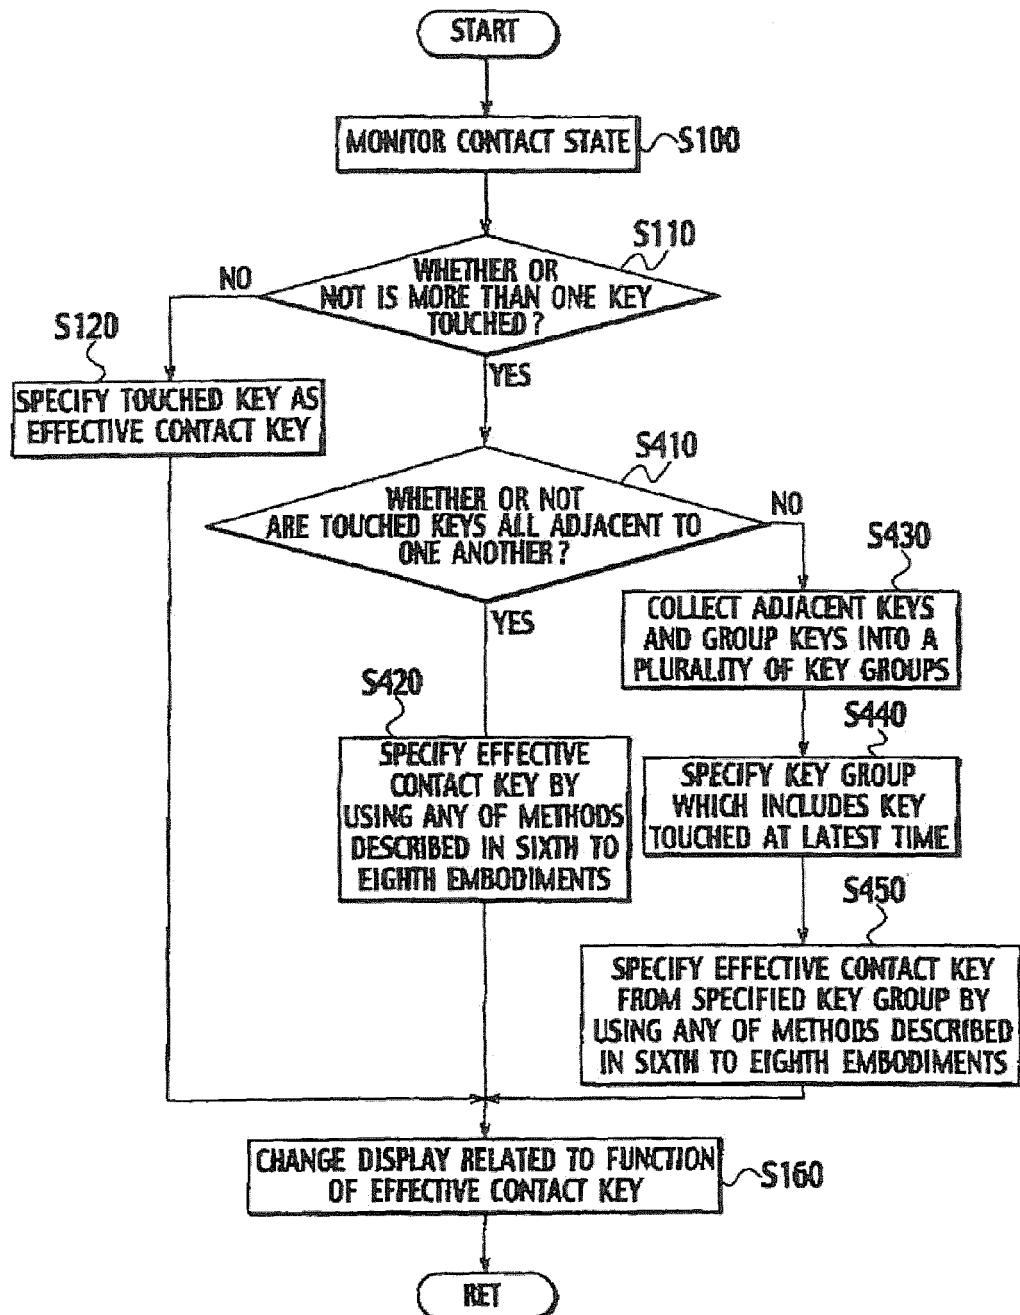 START
MONITOR CONTACT STATE
S100
S110
WHETHER OR
NOT IS MORE THAN ONE KEY
TOUCHED?
NO
YES
S120
SPECIFY TOUCHED KEY AS
EFFECTIVE CONTACT KEY
S410
WHETHER OR NOT
ARE TOUCHED KEYS ALL ADJACENT TO
ONE ANOTHER?
NO
YES
S430
COLLECT ADJACENT KEYS
AND GROUP KEYS INTO A
PLURALITY OF KEY GROUPS
S420
SPECIFY EFFECTIVE
CONTACT KEY BY
USING ANY OF METHODS
DESCRIBED IN SIXTH TO
EIGHTH EMBODIMENTS
S440
SPECIFY KEY GROUP
WHICH INCLUDES KEY
TOUCHED AT LATEST TIME
S450
SPECIFY EFFECTIVE CONTACT KEY
FROM SPECIFIED KEY GROUP BY
USING ANY OF METHODS DESCRIBED
IN SIXTH TO EIGHTH EMBODIMENTS
CHANGE DISPLAY RELATED TO FUNCTION
OF EFFECTIVE CONTACT KEY
S160
RET